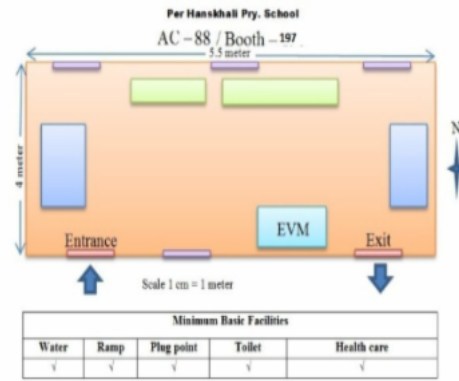 Per Hanskhali Pry. School
AC – 88 / Booth – 197
5.5 meter
4 meter
N
EVM
Entrance
Exit
Scale 1 cm = 1 meter
Minimum Basic Facilities
Water Ramp Plug point Toilet Health care
√ √ √ √ √